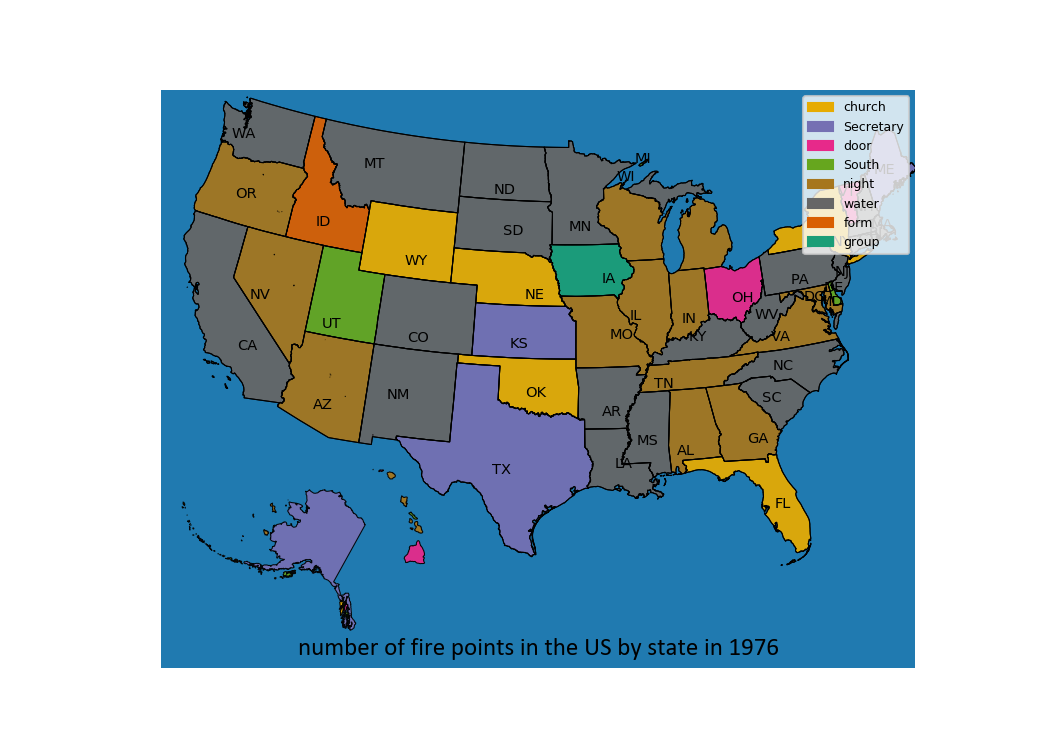 church
Secretary
door
South
night
water
form
group
WA
MT
ND
MI
WI
ME
OR
ID
SD
MN
WY
NE
IA
PA
NJ
NV
UT
CO
KS
MO
IL
IN
OH
WV
KY
VA
DC
MD
DE
CA
AZ
NM
OK
AR
TN
NC
SC
MS
AL
GA
LA
TX
FL
number of fire points in the US by state in 1976